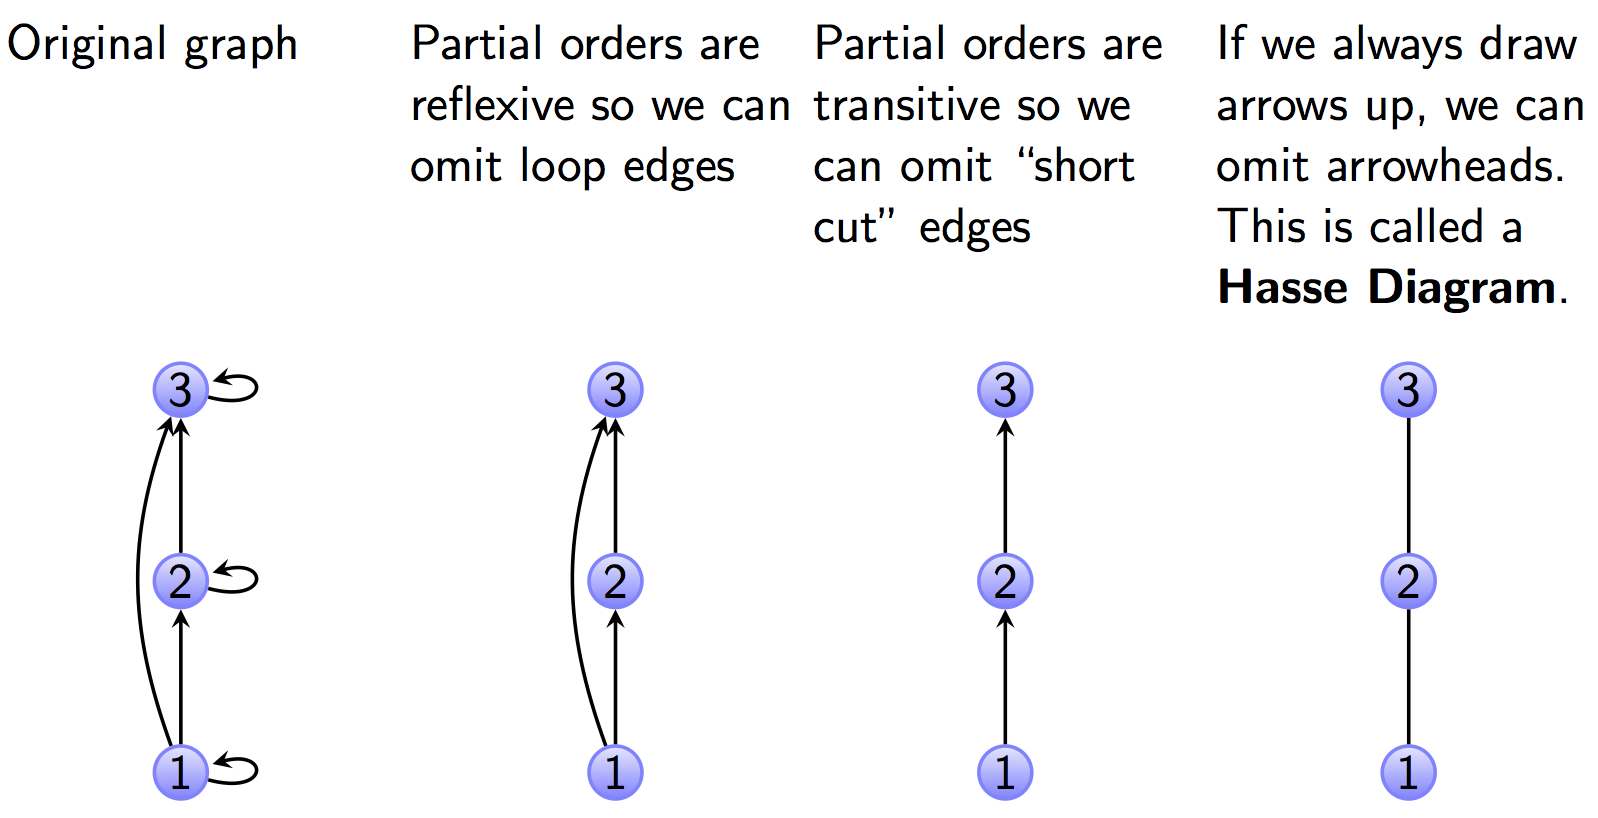 Original graph
Partial orders are
reflexive so we can
omit loop edges
Partial orders are
transitive so we
can omit “short
cut” edges
If we always draw
arrows up, we can
omit arrowheads.
This is called a
Hasse Diagram.
3
2
1
3
2
1
3
2
1
3
2
1